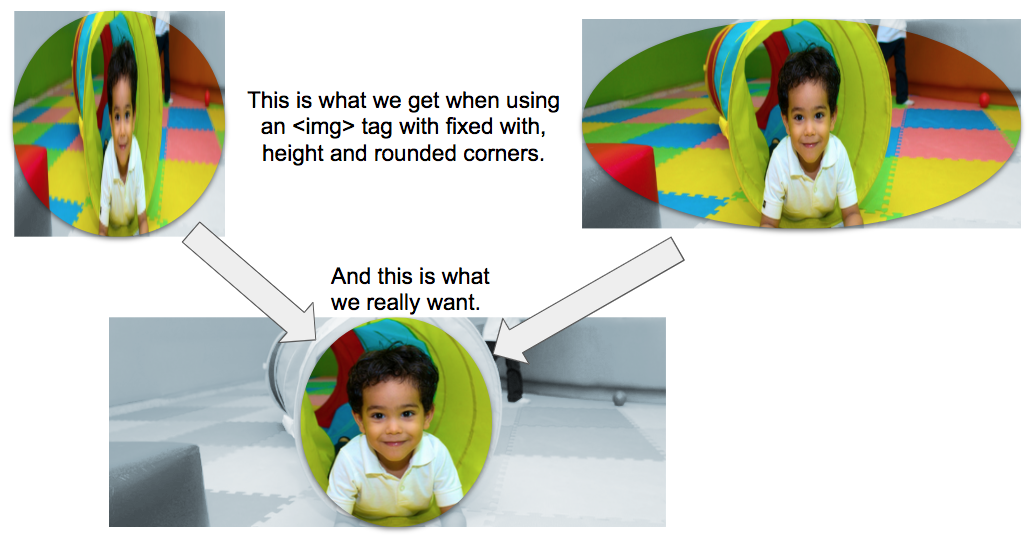 This is what we get when using
an <img> tag with fixed with,
height and rounded corners.
And this is what
we really want.